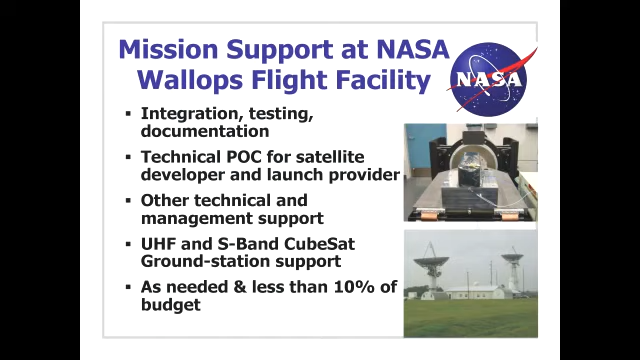 Mission Support at NASA
Wallops Flight Facility
NASA
▪ Integration, testing,
documentation
▪ Technical POC for satellite
developer and launch provider
▪ Other technical and
management support
▪ UHF and S-Band CubeSat
Ground-station support
▪ As needed & less than 10% of
budget